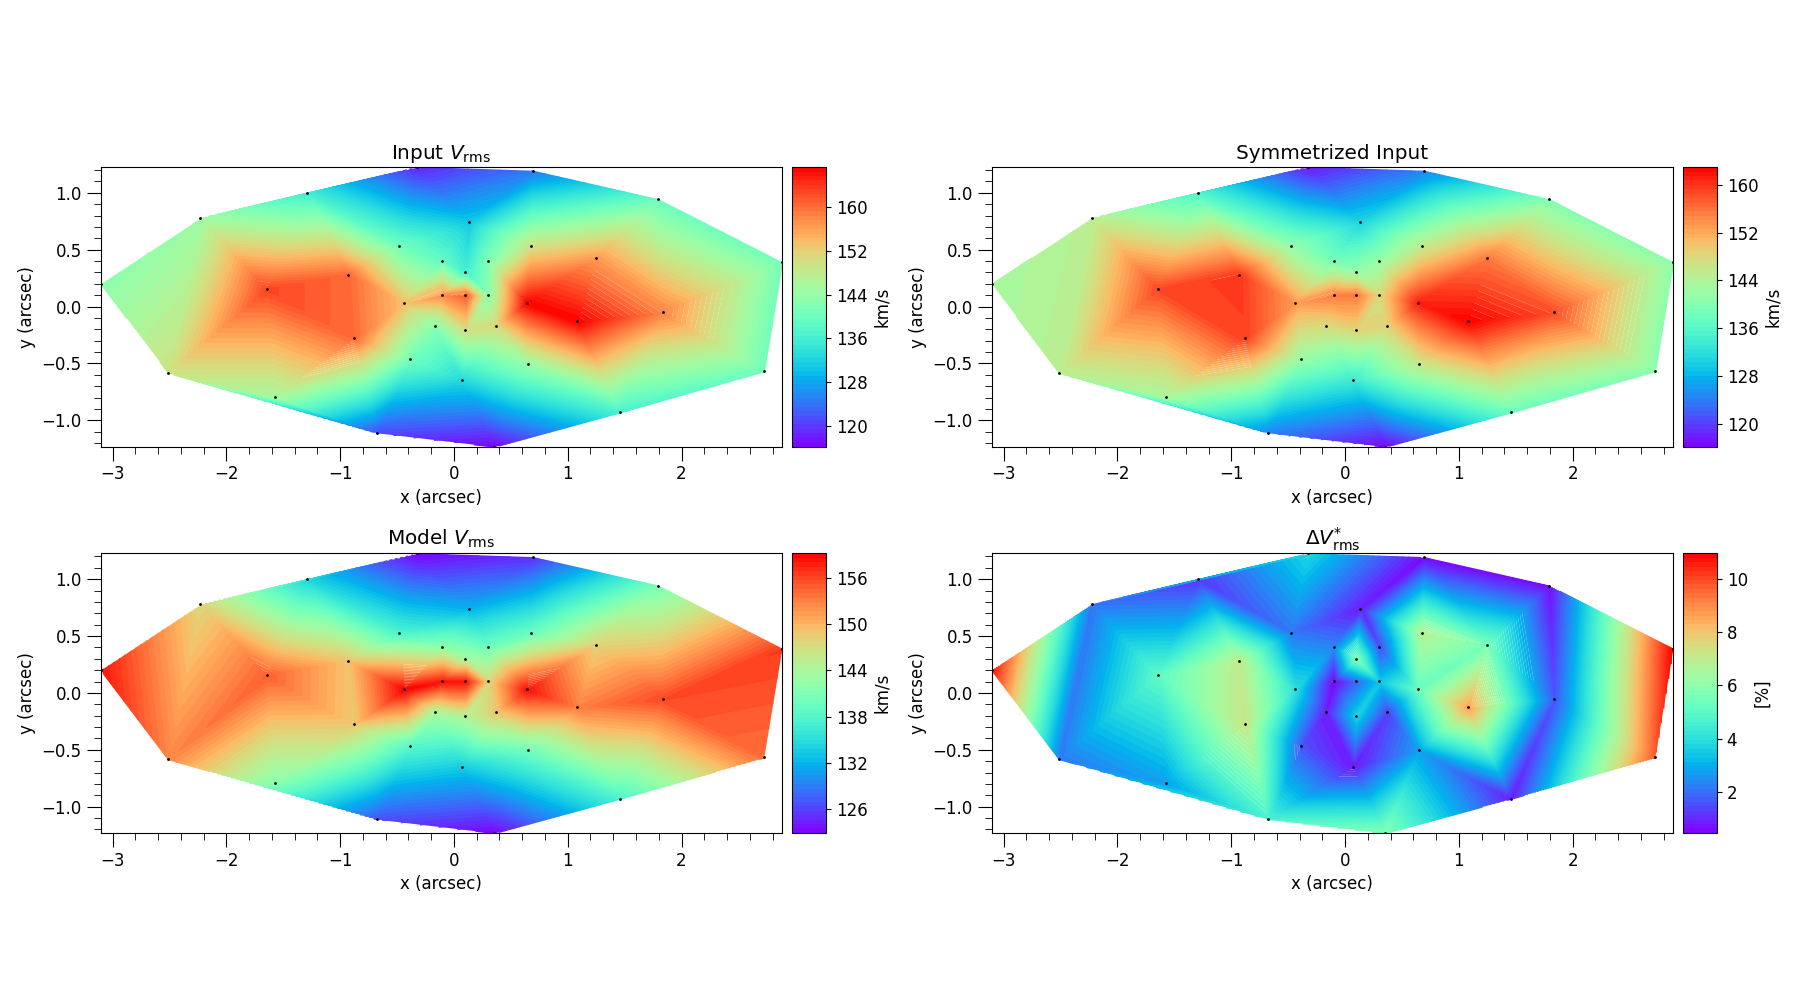 Input V_rms
Symmetrized Input
1.0
0.5
0.0
−0.5
−1.0
y (arcsec)
−3 −2 −1 0 1 2
x (arcsec)
160
152
144
136
128
120
km/s
1.0
0.5
0.0
−0.5
−1.0
y (arcsec)
−3 −2 −1 0 1 2
x (arcsec)
160
152
144
136
128
120
km/s
Model V_rms
ΔV*_rms
1.0
0.5
0.0
−0.5
−1.0
y (arcsec)
−3 −2 −1 0 1 2
x (arcsec)
156
150
144
138
132
126
km/s
1.0
0.5
0.0
−0.5
−1.0
y (arcsec)
−3 −2 −1 0 1 2
x (arcsec)
10
8
6
4
2
[%]